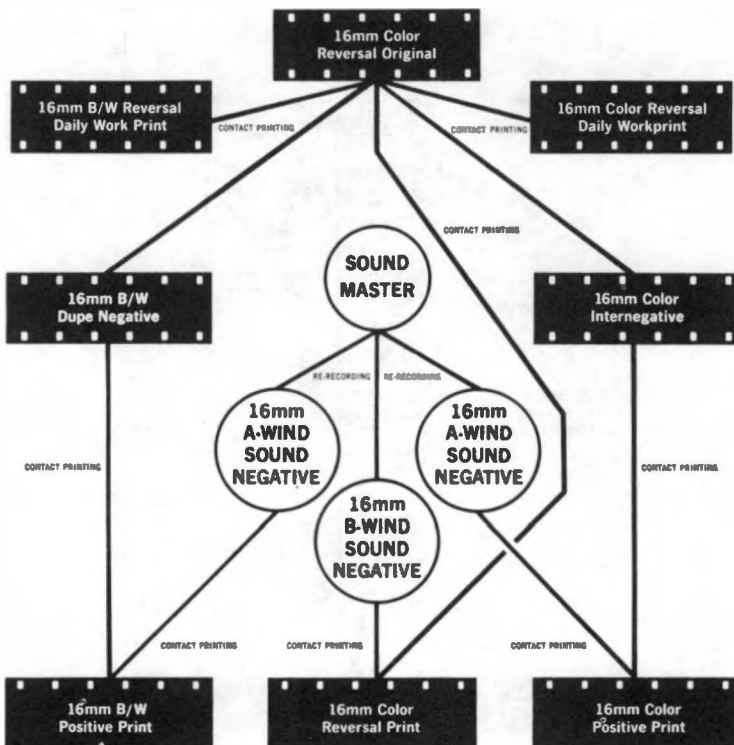 16mm Color
Reversal Original
16mm B/W Reversal
Daily Work Print
16mm Color Reversal
Daily Workprint
CONTACT PRINTING
CONTACT PRINTING
CONTACT PRINTING
SOUND
MASTER
16mm B/W
Dupe Negative
16mm Color
Internegative
RE-RECORDING
RE-RECORDING
16mm
A-WIND
SOUND
NEGATIVE
16mm
A-WIND
SOUND
NEGATIVE
16mm
B-WIND
SOUND
NEGATIVE
CONTACT PRINTING
CONTACT PRINTING
CONTACT PRINTING
CONTACT PRINTING
CONTACT PRINTING
16mm B/W
Positive Print
16mm Color
Reversal Print
16mm Color
Positive Print